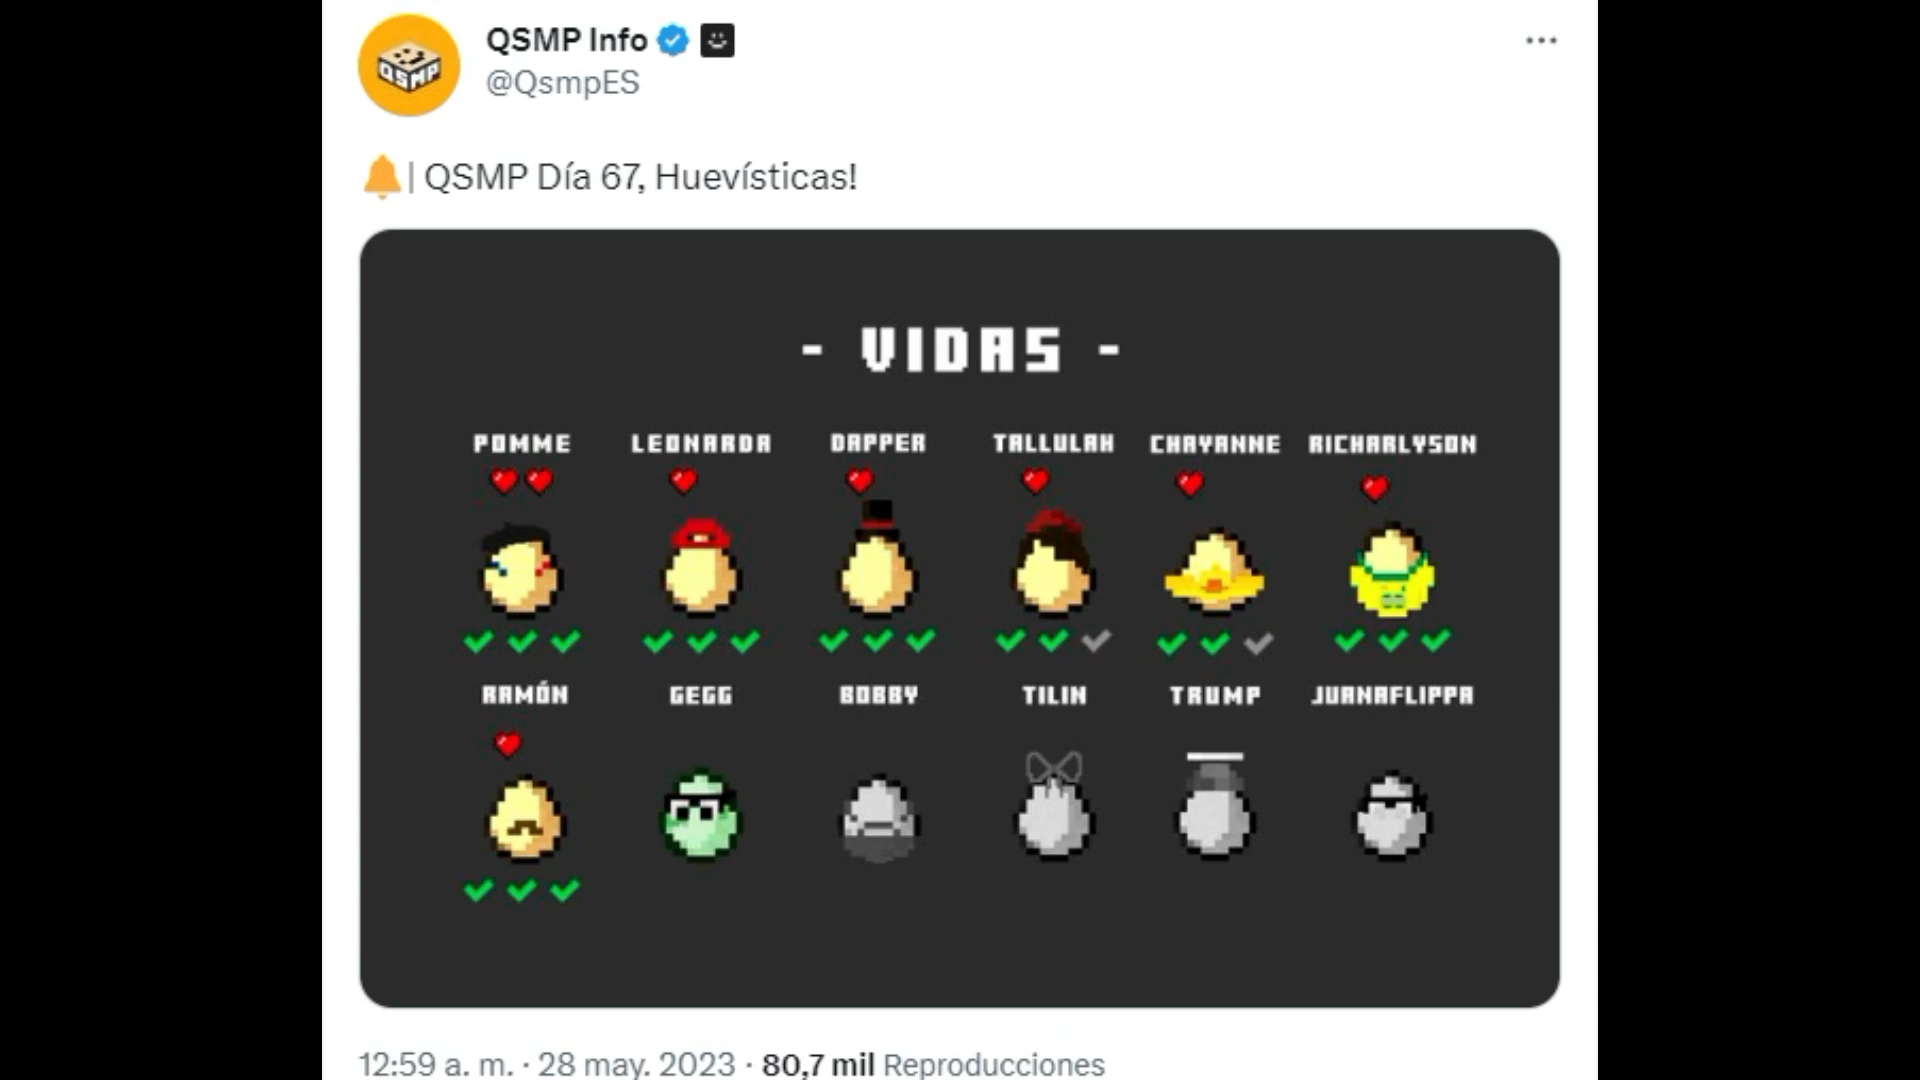 QSMP Info
@QsmpES
QSMP
| QSMP Día 67, Huevísticas!
- VIDAS -
POMME LEONARDA DAPPER TALLULAH CHAYANNE RICHARLYSON
RAMÓN GEGG BOBBY TILIN TRUMP JUANAFLIPPA
12:59 a. m. · 28 may. 2023 · 80,7 mil Reproducciones